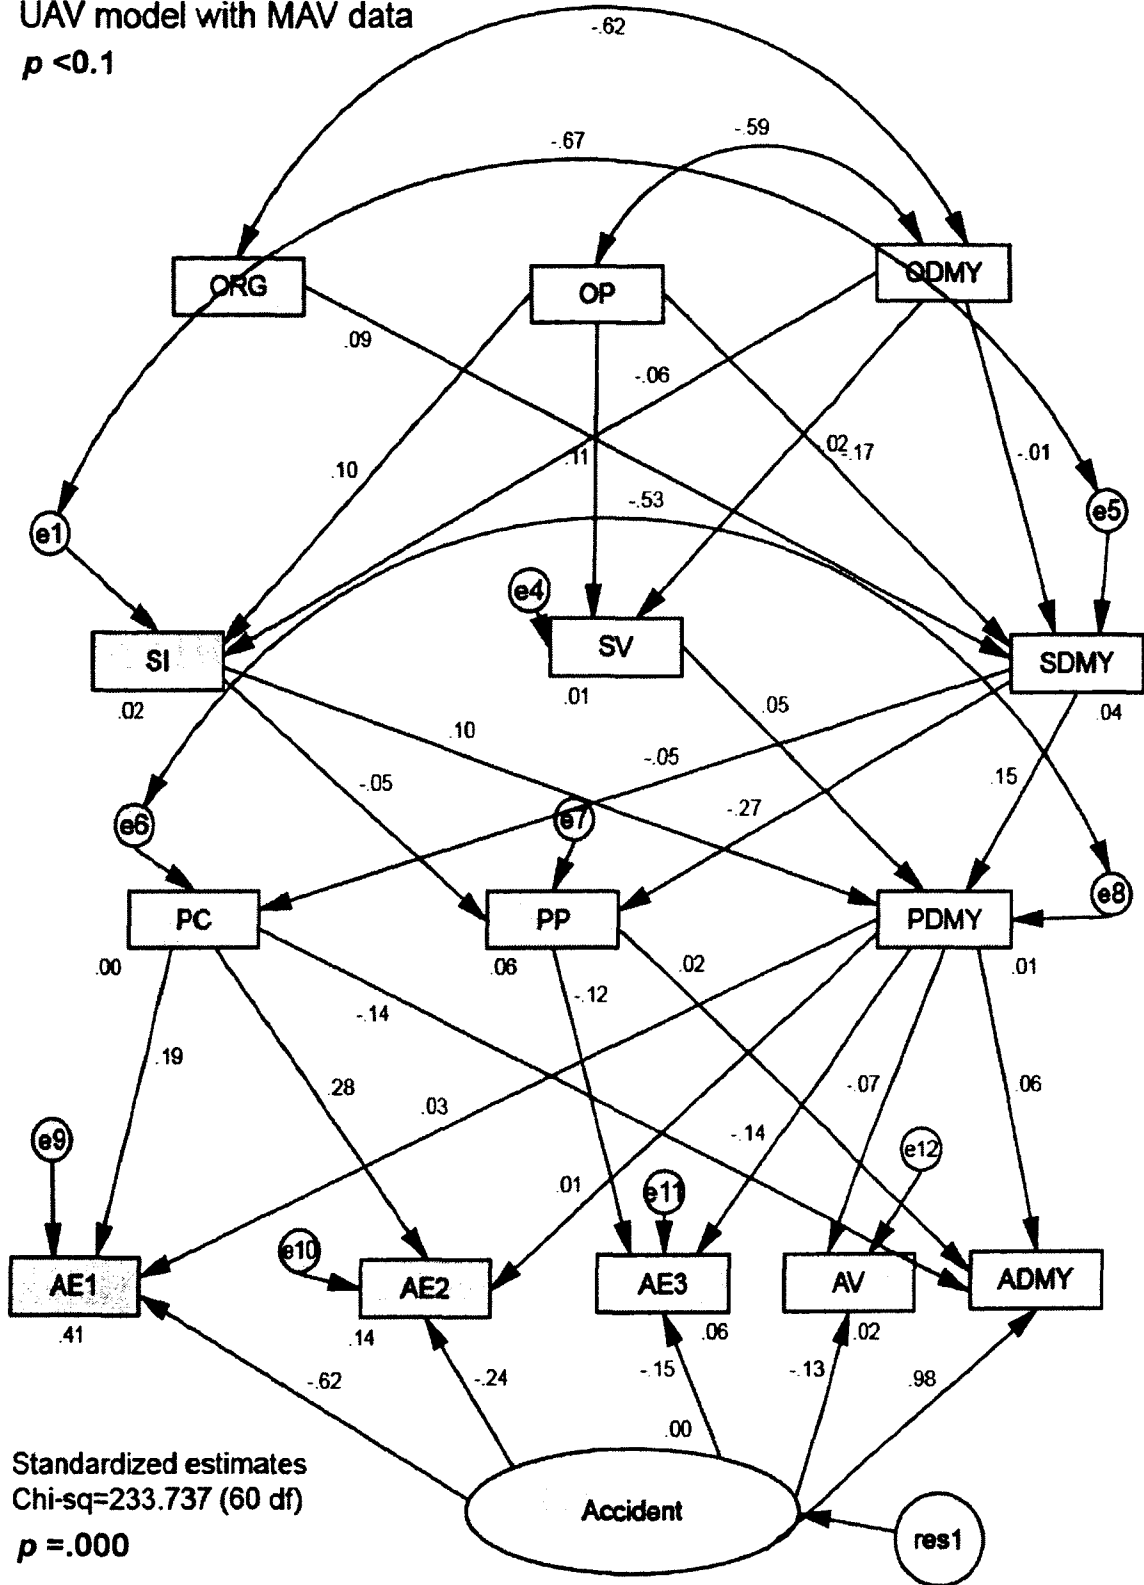 UAV model with MAV data
p <0.1
-.62
-.59
-.67
ORG
OP
ODMY
.09
-.06
.10
.11
.02
-.17
-.01
-.53
e1
e5
e4
SI
SV
SDMY
.02
.01
.04
.10
.05
-.05
-.05
-.27
.15
e6
e7
e8
PC
PP
PDMY
.00
.06
.02
.01
-.12
-.14
.19
.28
.03
-.07
.06
-.14
.01
e9
e10
e11
e12
AE1
AE2
AE3
AV
ADMY
.41
.14
.06
.02
-.62
-.24
-.15
-.13
.98
.00
Standardized estimates
Chi-sq=233.737 (60 df)
p =.000
Accident
res1